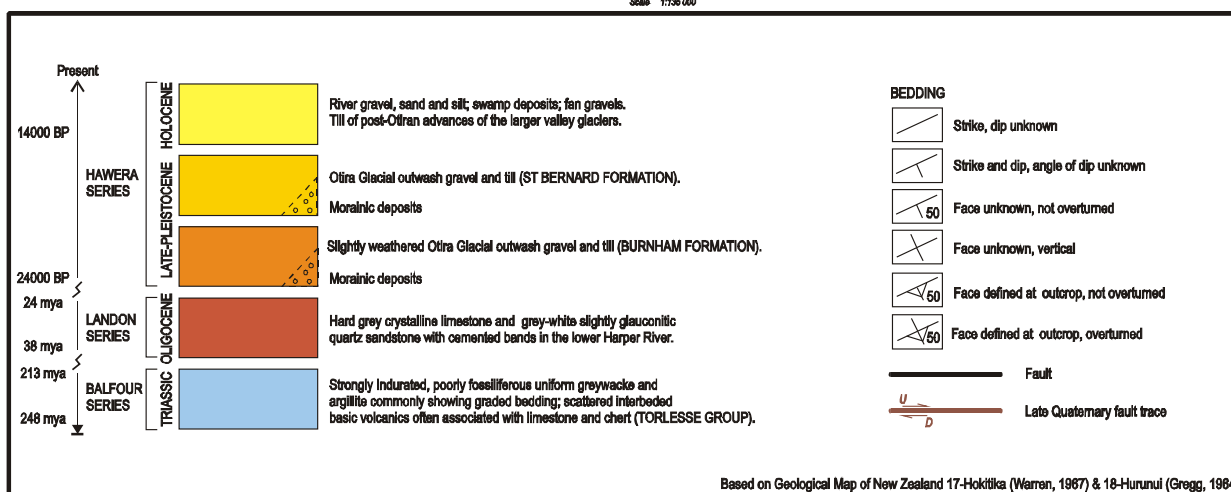 Scale 1:136 000
Present
14000 BP
24000 BP
24 mya
38 mya
213 mya
248 mya
HAWERA
SERIES
LANDON
SERIES
BALFOUR
SERIES
HOLOCENE
LATE-PLEISTOCENE
OLIGOCENE
TRIASSIC
River gravel, sand and silt; swamp deposits; fan gravels.
Till of post-Otiran advances of the larger valley glaciers.
Otira Glacial outwash gravel and till (ST BERNARD FORMATION).
Morainic deposits
Slightly weathered Otira Glacial outwash gravel and till (BURNHAM FORMATION).
Morainic deposits
Hard grey crystalline limestone and grey-white slightly glauconitic
quartz sandstone with cemented bands in the lower Harper River.
Strongly Indurated, poorly fossiliferous uniform greywacke and
argillite commonly showing graded bedding; scattered interbeded
basic volcanics often associated with limestone and chert (TORLESSE GROUP).
BEDDING
Strike, dip unknown
Strike and dip, angle of dip unknown
50 Face unknown, not overturned
Face unknown, vertical
50 Face defined at outcrop, not overturned
50 Face defined at outcrop, overturned
Fault
U
D
Late Quaternary fault trace
Based on Geological Map of New Zealand 17-Hokitika (Warren, 1967) & 18-Hurunui (Gregg, 196